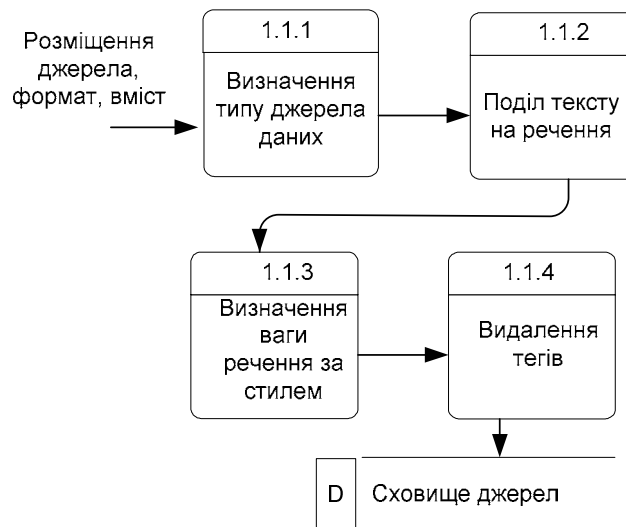 Розміщення
джерела,
формат, вміст
1.1.1
Визначення
типу джерела
даних
1.1.2
Поділ тексту
на речення
1.1.3
Визначення
ваги
речення за
стилем
1.1.4
Видалення
тегів
D
Сховище джерел